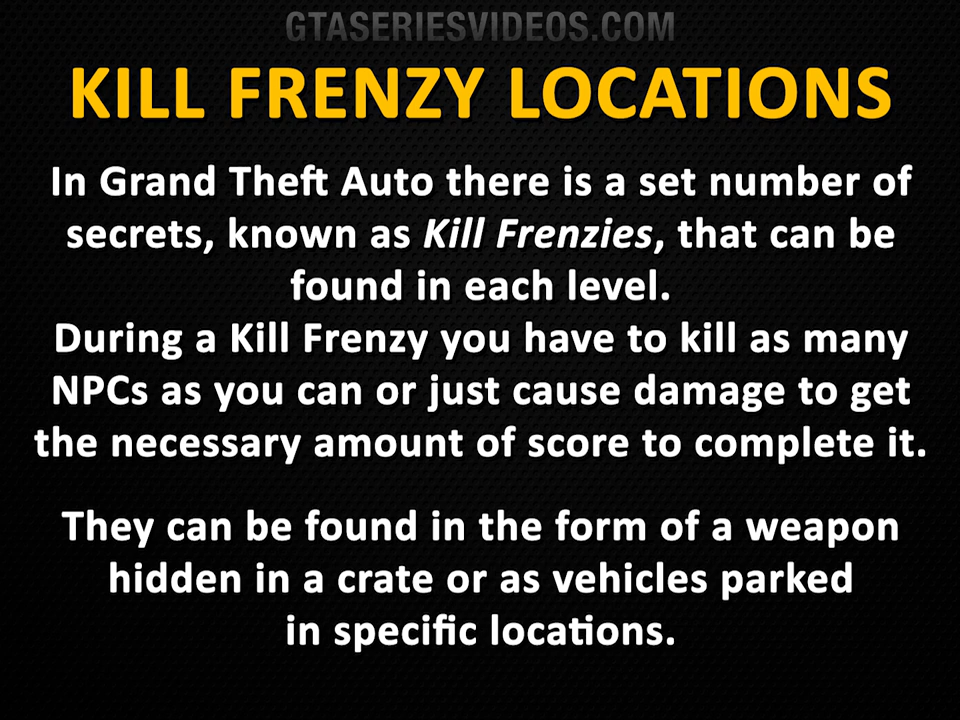 GTASERIESVIDEOS.COM
KILL FRENZY LOCATIONS
In Grand Theft Auto there is a set number of
secrets, known as Kill Frenzies, that can be
found in each level.
During a Kill Frenzy you have to kill as many
NPCs as you can or just cause damage to get
the necessary amount of score to complete it.
They can be found in the form of a weapon
hidden in a crate or as vehicles parked
in specific locations.